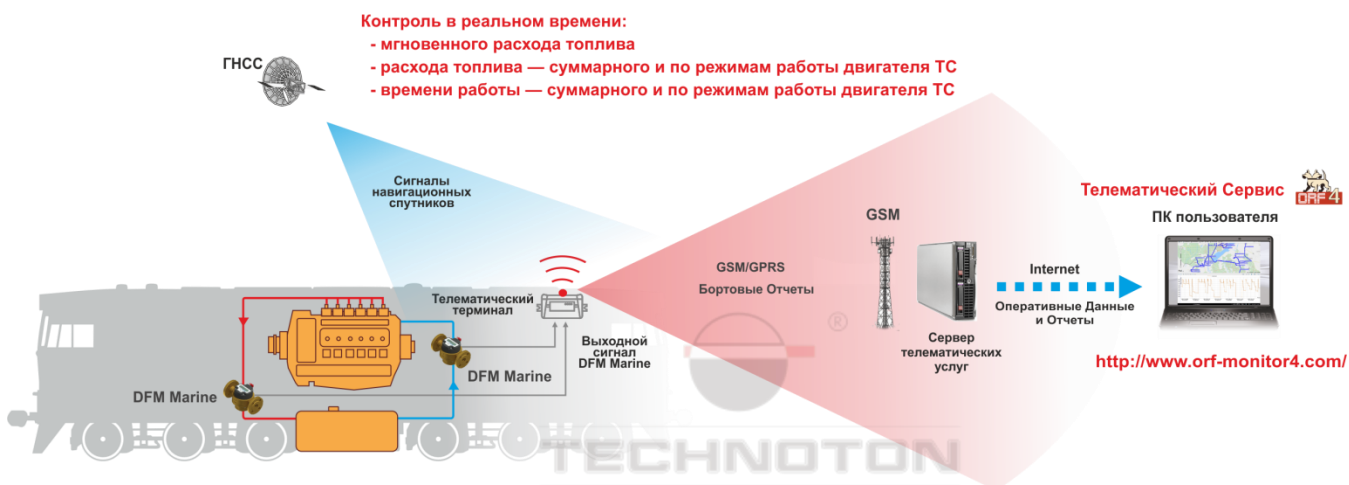 Контроль в реальном времени:
- мгновенного расхода топлива
- расхода топлива — суммарного и по режимам работы двигателя ТС
- времени работы — суммарного и по режимам работы двигателя ТС
ГНСС
Сигналы
навигационных
спутников
Телематический Сервис
ORF 4
ПК пользователя
GSM
GSM/GPRS
Бортовые Отчеты
Internet
Оперативные Данные
и Отчеты
Телематический
терминал
Выходной
сигнал
DFM Marine
®
Сервер
телематических
услуг
http://www.orf-monitor4.com/
DFM Marine
DFM Marine
TECHNOTON